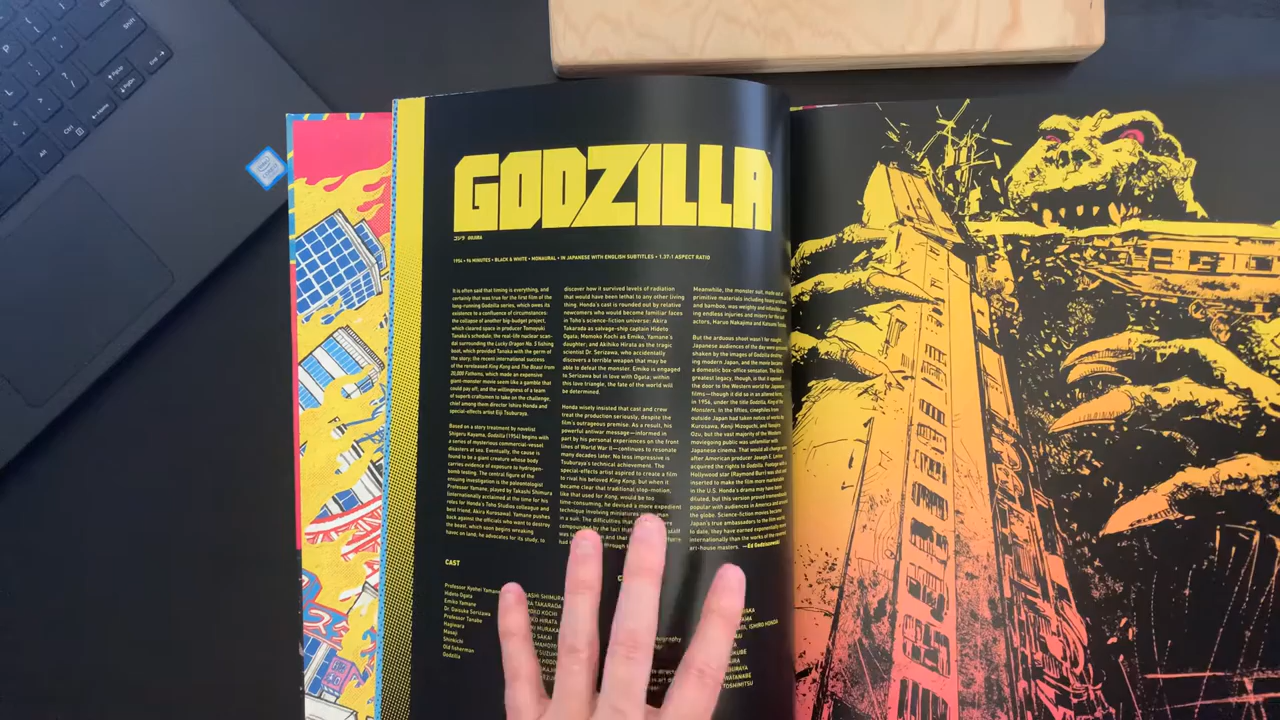 GODZILLA
ゴジラ GOJIRA
1954 • 96 MINUTES • BLACK & WHITE • MONAURAL • IN JAPANESE WITH ENGLISH SUBTITLES • 1.37:1 ASPECT RATIO
It is often said that timing is everything, and
certainly that was true for the first film of the
long-running Godzilla series, which owes its
existence to a confluence of circumstances:
the collapse of another big-budget project,
which cleared space in producer Tomoyuki
Tanaka's schedule; the real-life nuclear scan-
dal surrounding the Lucky Dragon No. 5 fishing
boat, which provided Tanaka with the germ of
the story; the recent international success
of the rereleased King Kong and The Beast from
20,000 Fathoms, which made an expensive
giant-monster movie seem like a gamble that
could pay off; and the willingness of a team
of superb craftsmen to take on the challenge,
chief among them director Ishiro Honda and
special-effects artist Eiji Tsuburaya.
Based on a story treatment by novelist
Shigeru Kayama, Godzilla (1954) begins with
a series of mysterious commercial-vessel
disasters at sea. Eventually, the cause is
found to be a giant creature whose body
carries evidence of exposure to hydrogen-
bomb testing. The central figure of the
ensuing investigation is the paleontologist
Professor Yamane, played by Takashi Shimura
(internationally acclaimed at the time for his
roles for Honda's Toho Studios colleague and
best friend, Akira Kurosawa). Yamane pushes
back against the officials who want to destroy
the beast, which soon begins wreaking
havoc on land; he advocates for its study, to
discover how it survived levels of radiation
that would have been lethal to any other living
thing. Honda's cast is rounded out by relative
newcomers who would become familiar faces
in Toho's science-fiction universe: Akira
Takarada as salvage-ship captain Hideto
Ogata; Momoko Kochi as Emiko, Yamane's
daughter; and Akihiko Hirata as the tragic
scientist Dr. Serizawa, who accidentally
discovers a terrible weapon that may be
able to defeat the monster. Emiko is engaged
to Serizawa but in love with Ogata; within
this love triangle, the fate of the world will
be determined.
Honda wisely insisted that cast and crew
treat the production seriously, despite the
film's outrageous premise. As a result, his
powerful antiwar message—informed in
part by his personal experiences on the front
lines of World War II—continues to resonate
many decades later. No less impressive is
Tsuburaya's technical achievement. The
special-effects artist aspired to create a film
to rival his beloved King Kong, but when it
became clear that traditional stop-motion,
like that used for Kong, would be too
time-consuming, he devised a more expedient
technique involving miniatures
in a suit. The difficulties
compounded by the fact that
was
had through
Meanwhile, the monster suit, made out of
primitive materials including heavy
and bamboo, was weighty and
ing endless injuries and misery for the suit
actors, Haruo Nakajima and Katsumi
But the arduous shoot wasn't for naught.
Japanese audiences of the day were
shaken by the images of Godzilla destroy-
ing modern Japan, and the movie became
a domestic box-office sensation. The film's
greatest legacy, though, is that it opened
the door to the Western world for Japanese
films—though it did so in an altered form,
in 1956, under the title Godzilla, King of the
Monsters. In the fifties, cinephiles from
outside Japan had taken notice of works by
Kurosawa, Kenji Mizoguchi, and Yasujiro
Ozu, but the vast majority of the Western
moviegoing public was unfamiliar with
Japanese cinema. That would all change
after American producer Joseph E. Levine
acquired the rights to Godzilla. Footage with
Hollywood star (Raymond Burr) was shot
inserted to make the film more marketable
in the U.S. Honda's drama may have been
diluted, but this version proved tremendously
popular with audiences in America and around
the globe. Science-fiction movies became
Japan's true ambassadors to the film world
to date, they have earned exponentially more
internationally than the works of the revered
art-house masters. —Ed Godziszewski
CAST
Professor Kyohei Yamane
Hideto Ogata
Emiko Yamane
Dr. Daisuke Serizawa
Professor Tanabe
Hagiwara
Masaji
Shinkichi
Old fisherman
Godzilla
SHIMURA
TAKARADA
KOCHI
HIRATA
SAKAI
ISHIRO HONDA
WATANABE
TOSHIMITSU
PgUp
PgDn
Home
End
Shift
Enter
Ctrl
Alt